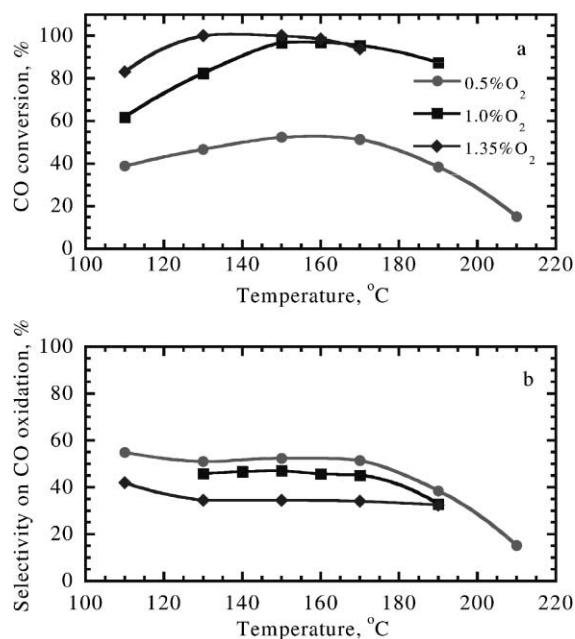 100
80
60
40
20
0
CO conversion, %
a
0.5%O₂
1.0%O₂
1.35%O₂
100 120 140 160 180 200 220
Temperature, °C
100
80
60
40
20
0
Selectivity on CO oxidation, %
b
100 120 140 160 180 200 220
Temperature, °C